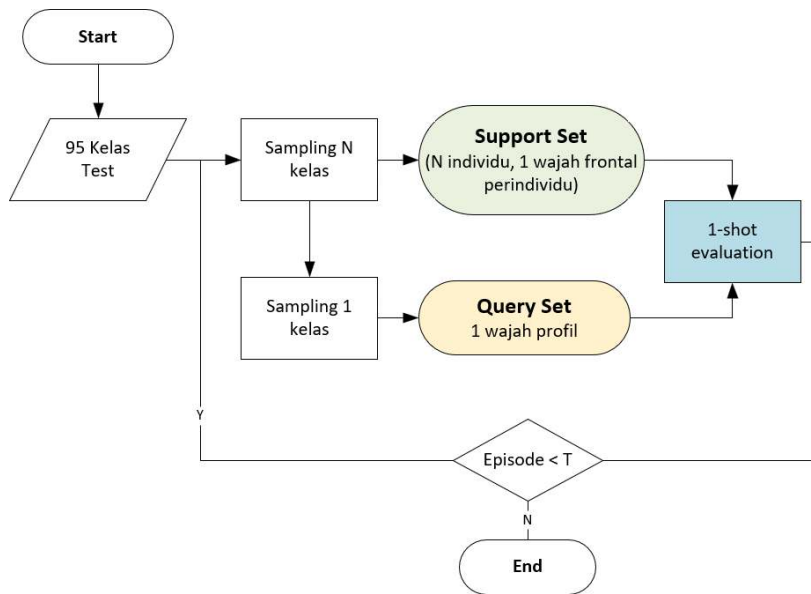 Start
95 Kelas
Test
Sampling N
kelas
Support Set
(N individu, 1 wajah frontal
perindividu)
1-shot
evaluation
Sampling 1
kelas
Query Set
1 wajah profil
Y
Episode < T
N
End